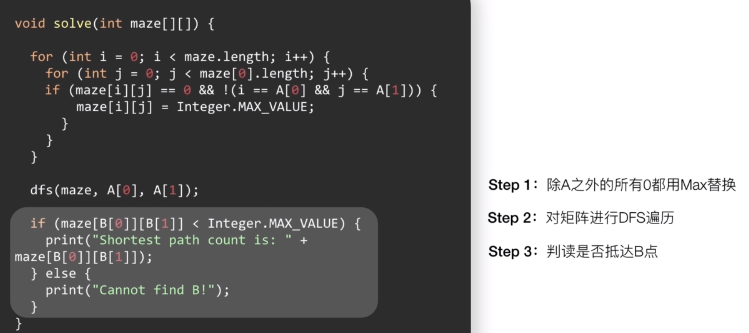 void solve(int maze[][]) {
for (int i = 0; i < maze.length; i++) {
for (int j = 0; j < maze[0].length; j++) {
if (maze[i][j] == 0 && !(i == A[0] && j == A[1])) {
maze[i][j] = Integer.MAX_VALUE;
}
}
}
dfs(maze, A[0], A[1]);
if (maze[B[0]][B[1]] < Integer.MAX_VALUE) {
print("Shortest path count is: " +
maze[B[0]][B[1]]);
} else {
print("Cannot find B!");
}
}
Step 1：除A之外的所有0都用Max替换
Step 2：对矩阵进行DFS遍历
Step 3：判读是否抵达B点